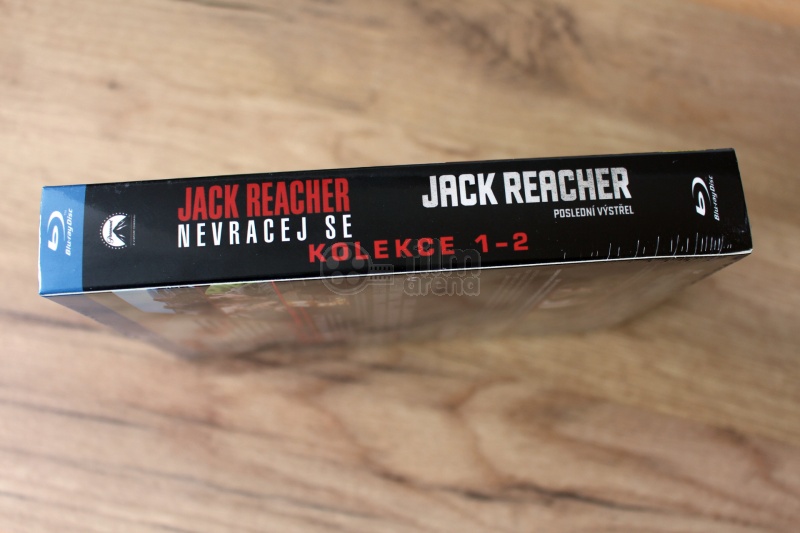 Blu-ray Disc
JACK REACHER
NEVRACEJ SE
JACK REACHER
POSLEDNÍ VÝSTŘEL
KOLEKCE 1-2
Blu-ray Disc
film
arena